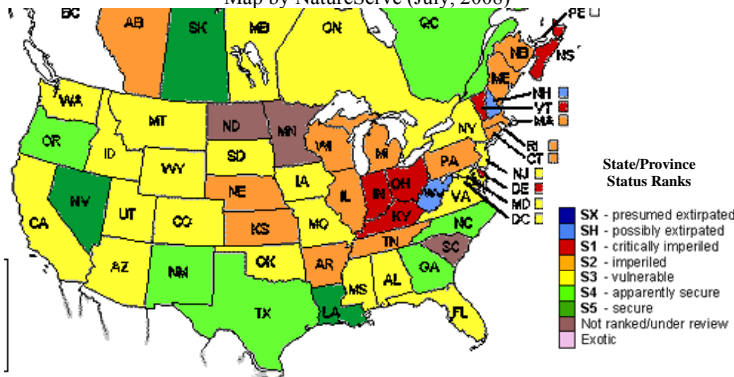 Map by NatureServe (July, 2008)
BC
AB
SK
MB
ON
QC
PE
NB
NS
ME
NH
VT
MA
RI
CT
NJ
DE
MD
DC
WA
MT
ND
MN
OR
ID
WY
SD
WI
MI
NY
PA
NV
UT
CO
NE
IA
IL
IN
OH
WV
VA
CA
KS
MO
KY
NC
AZ
NM
OK
AR
TN
SC
TX
LA
MS
AL
GA
FL
State/Province
Status Ranks
SX - presumed extirpated
SH - possibly extirpated
S1 - critically imperiled
S2 - imperiled
S3 - vulnerable
S4 - apparently secure
S5 - secure
Not ranked/under review
Exotic